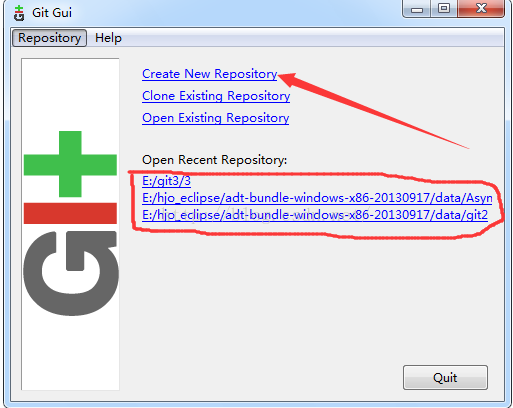 Git Gui
Repository Help
Create New Repository
Clone Existing Repository
Open Existing Repository
Open Recent Repository:
E:/git3/3
E:/hjo_eclipse/adt-bundle-windows-x86-20130917/data/Asyn
E:/hjo_eclipse/adt-bundle-windows-x86-20130917/data/git2
GIT
Quit